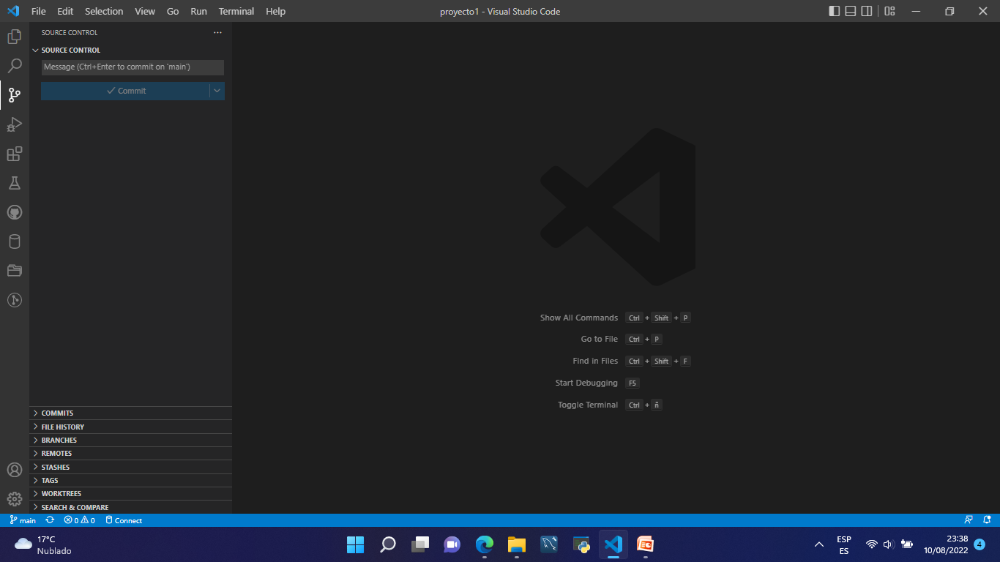 File Edit Selection View Go Run Terminal Help
proyecto1 - Visual Studio Code
SOURCE CONTROL
SOURCE CONTROL
Message (Ctrl+Enter to commit on 'main')
Commit
Show All Commands Ctrl + Shift + P
Go to File Ctrl + P
Find in Files Ctrl + Shift + F
Start Debugging F5
Toggle Terminal Ctrl + ñ
COMMITS
FILE HISTORY
BRANCHES
REMOTES
STASHES
TAGS
WORKTREES
SEARCH & COMPARE
main 0 0 Connect
17°C
Nublado
ESP
ES
23:38
10/08/2022
4